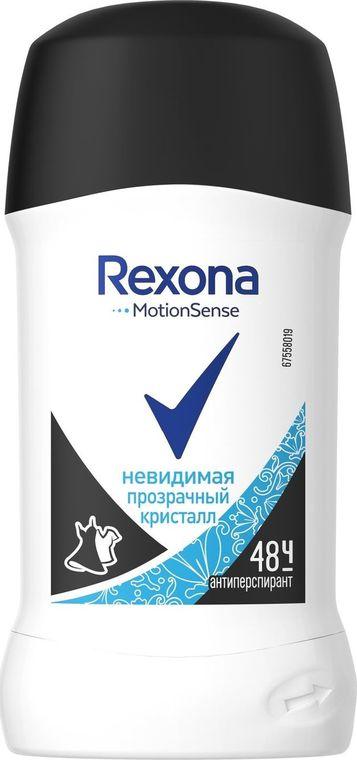 Rexona
MotionSense
67558019
невидимая
прозрачный
кристалл
48ч
антиперспирант